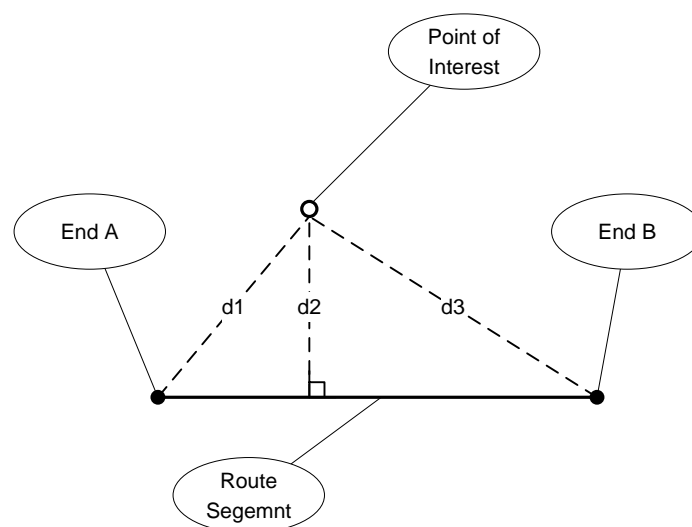 Point of
Interest
End A
End B
d1
d2
d3
Route
Segemnt